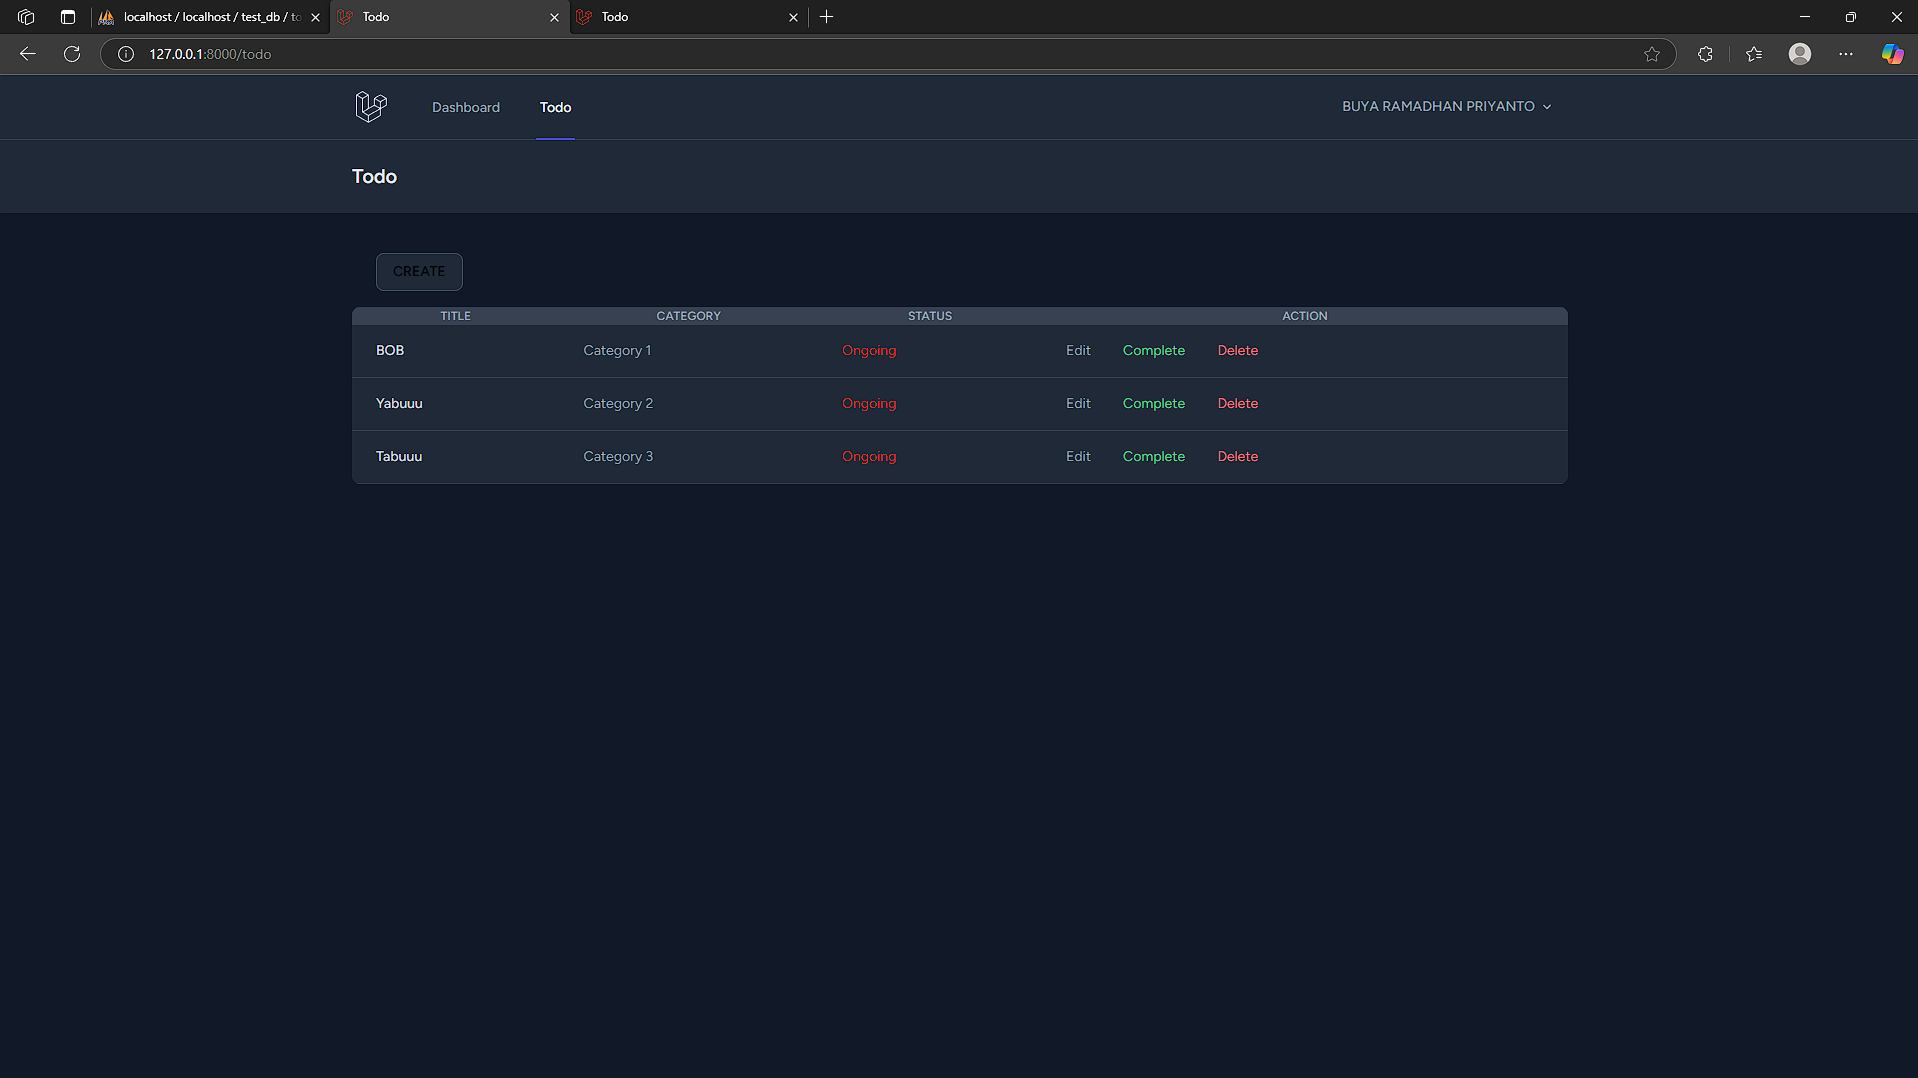 localhost / localhost / test_db / to
Todo
Todo
127.0.0.1:8000/todo
Dashboard
Todo
BUYA RAMADHAN PRIYANTO
Todo
CREATE
TITLE CATEGORY STATUS ACTION
BOB Category 1 Ongoing Edit Complete Delete
Yabuuu Category 2 Ongoing Edit Complete Delete
Tabuuu Category 3 Ongoing Edit Complete Delete